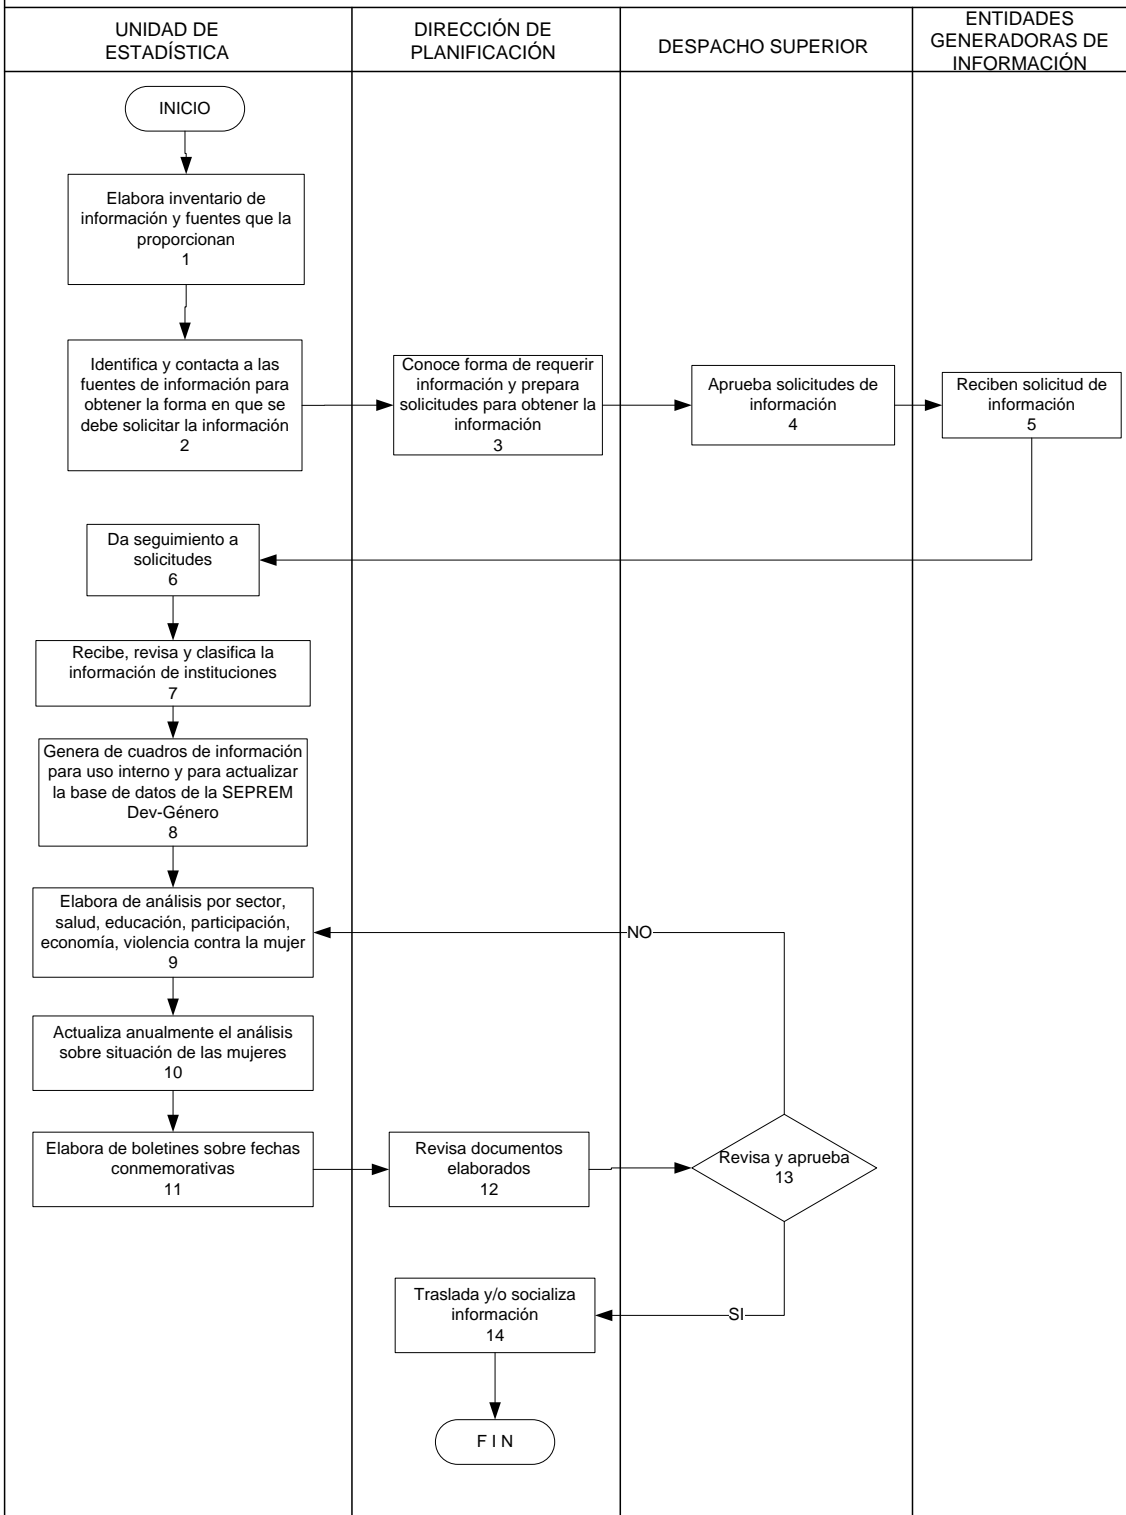 UNIDAD DE
ESTADÍSTICA
DIRECCIÓN DE
PLANIFICACIÓN
DESPACHO SUPERIOR
ENTIDADES
GENERADORAS DE
INFORMACIÓN
INICIO
Elabora inventario de
información y fuentes que la
proporcionan
1
Identifica y contacta a las
fuentes de información para
obtener la forma en que se
debe solicitar la información
2
Conoce forma de requerir
información y prepara
solicitudes para obtener la
información
3
Aprueba solicitudes de
información
4
Reciben solicitud de
información
5
Da seguimiento a
solicitudes
6
Recibe, revisa y clasifica la
información de instituciones
7
Genera de cuadros de información
para uso interno y para actualizar
la base de datos de la SEPREM
Dev-Género
8
Elabora de análisis por sector,
salud, educación, participación,
economía, violencia contra la mujer
9
NO
Actualiza anualmente el análisis
sobre situación de las mujeres
10
Elabora de boletines sobre fechas
conmemorativas
11
Revisa documentos
elaborados
12
Revisa y aprueba
13
Traslada y/o socializa
información
14
SI
F I N